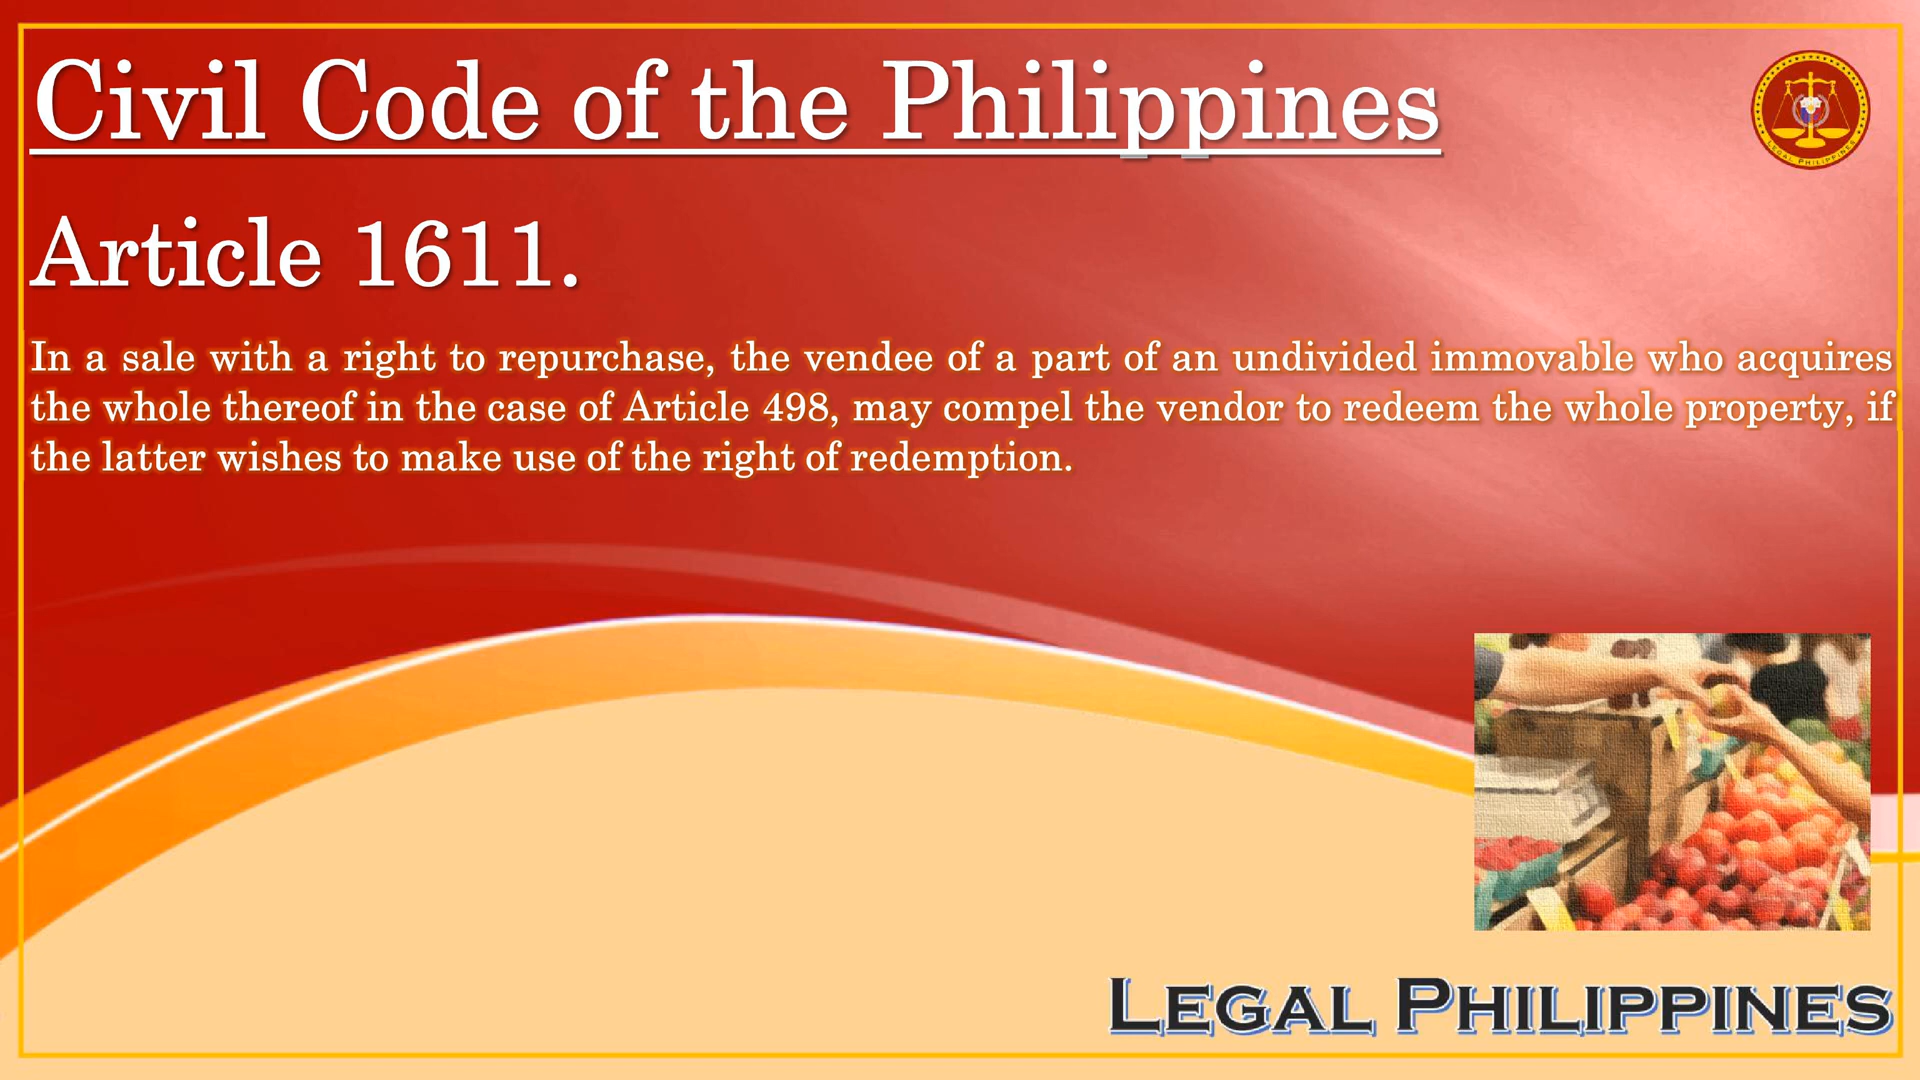 Civil Code of the Philippines
Article 1611.
In a sale with a right to repurchase, the vendee of a part of an undivided immovable who acquires
the whole thereof in the case of Article 498, may compel the vendor to redeem the whole property, if
the latter wishes to make use of the right of redemption.
LEGAL PHILIPPINES
LEGAL PHILIPPINES